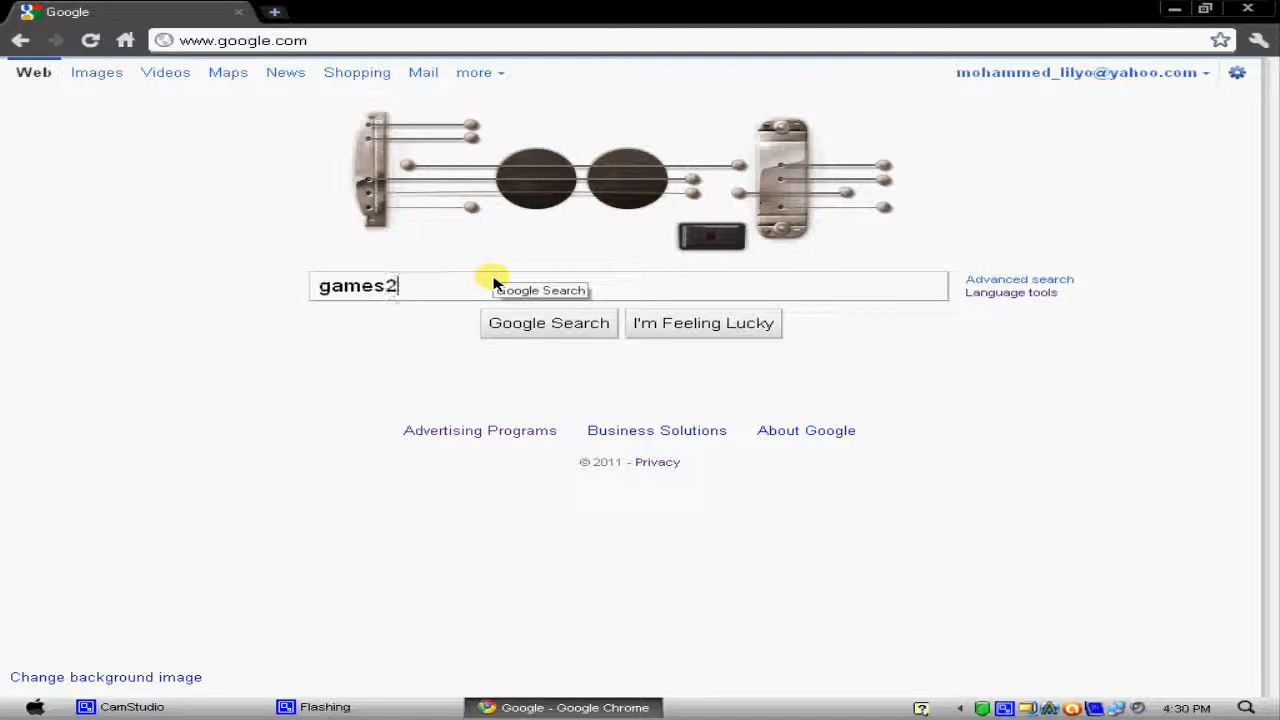 Google
www.google.com
Web Images Videos Maps News Shopping Mail more
mohammed_lilyo@yahoo.com
games2
Google Search
Advanced search
Language tools
Google Search I'm Feeling Lucky
Advertising Programs Business Solutions About Google
© 2011 - Privacy
Change background image
CamStudio Flashing Google - Google Chrome 4:30 PM